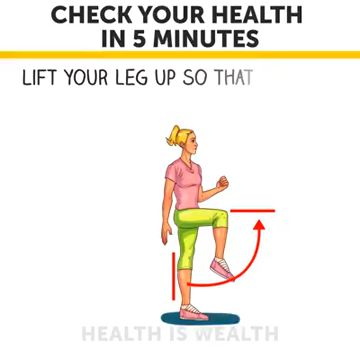 CHECK YOUR HEALTH
IN 5 MINUTES
LIFT YOUR LEG UP SO THAT
HEALTH IS WEALTH